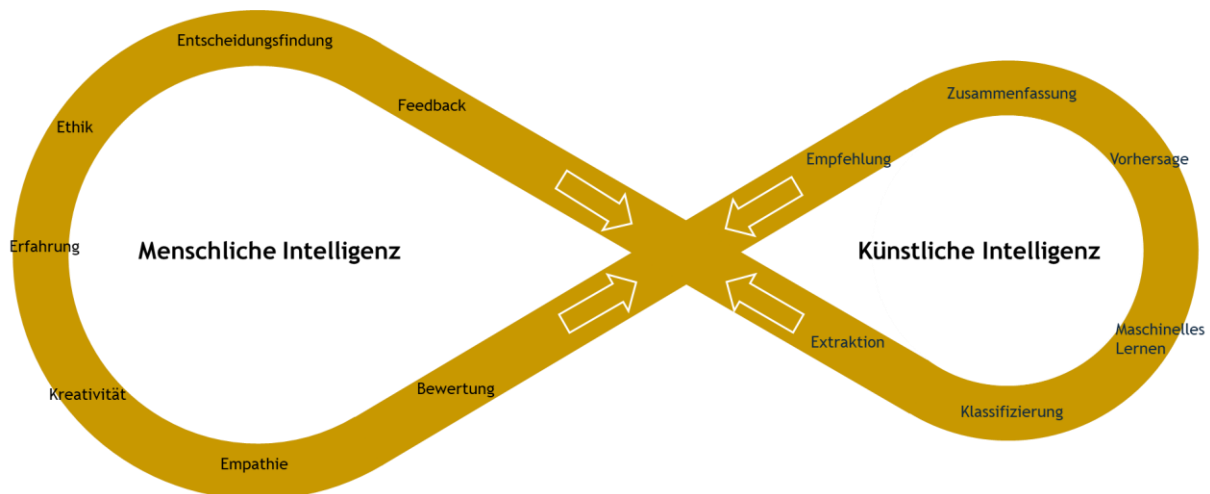 Entscheidungsfindung
Feedback
Ethik
Erfahrung
Menschliche Intelligenz
Kreativität
Bewertung
Empathie
Zusammenfassung
Empfehlung
Vorhersage
Künstliche Intelligenz
Maschinelles
Lernen
Extraktion
Klassifizierung